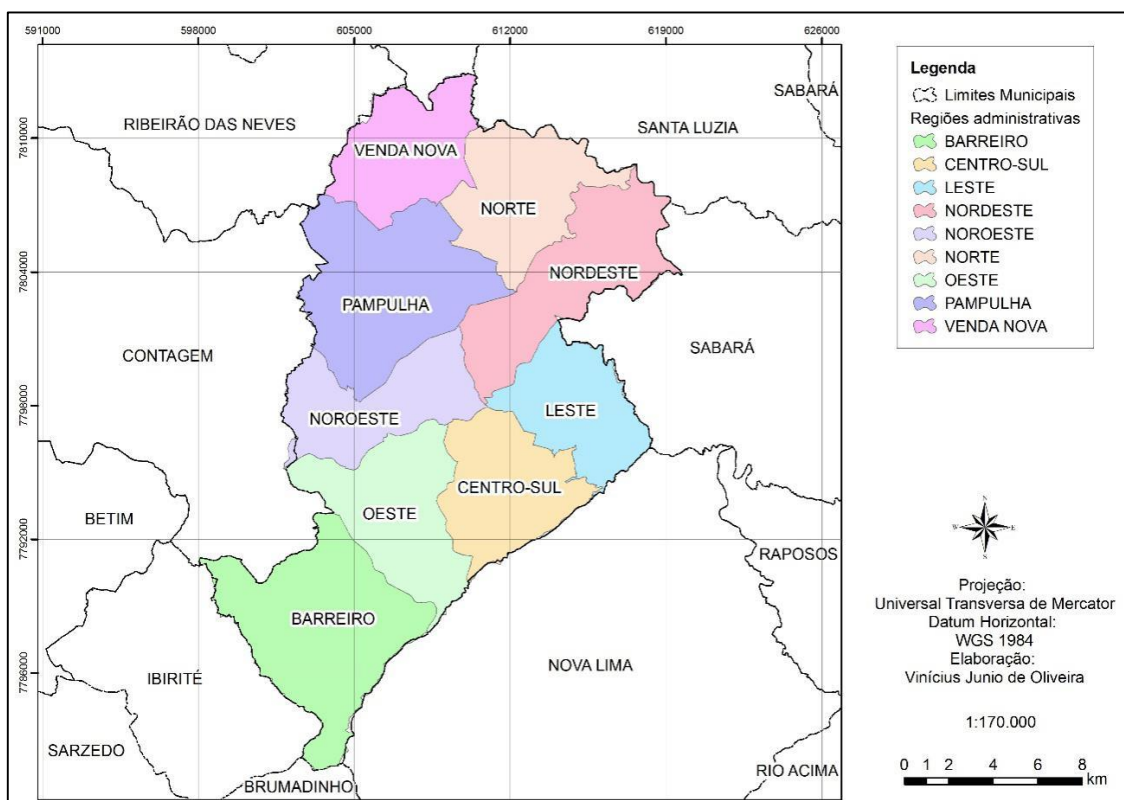 591000 598000 605000 612000 619000 626000
7810000
7804000
7798000
7792000
7786000
SABARÁ
RIBEIRÃO DAS NEVES
SANTA LUZIA
VENDA NOVA
NORTE
NORDESTE
PAMPULHA
CONTAGEM
SABARÁ
LESTE
NOROESTE
CENTRO-SUL
OESTE
BETIM
RAPOSOS
BARREIRO
NOVA LIMA
IBIRITÉ
SARZEDO
RIO ACIMA
BRUMADINHO
Legenda
Limites Municipais
Regiões administrativas
BARREIRO
CENTRO-SUL
LESTE
NORDESTE
NOROESTE
NORTE
OESTE
PAMPULHA
VENDA NOVA
N
W E
S
Projeção:
Universal Transversa de Mercator
Datum Horizontal:
WGS 1984
Elaboração:
Vinícius Junio de Oliveira
1:170.000
0 1 2 4 6 8
km